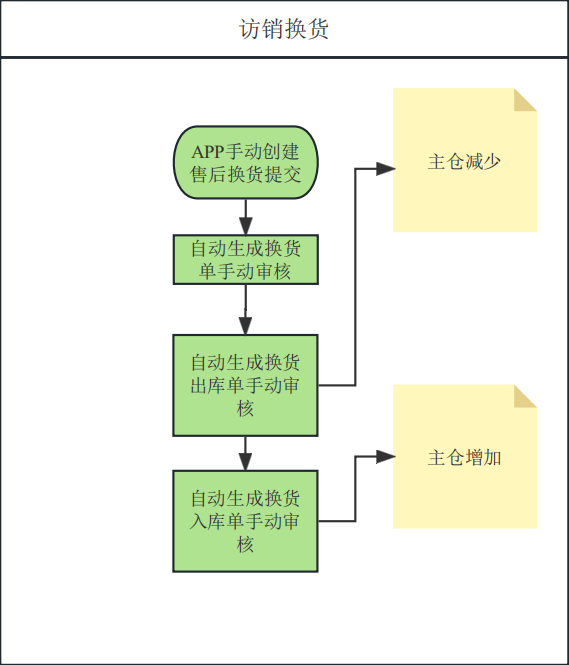 访销换货
APP手动创建
售后换货提交
主仓减少
自动生成换货
单手动审核
自动生成换货
出库单手动审
核
主仓增加
自动生成换货
入库单手动审
核